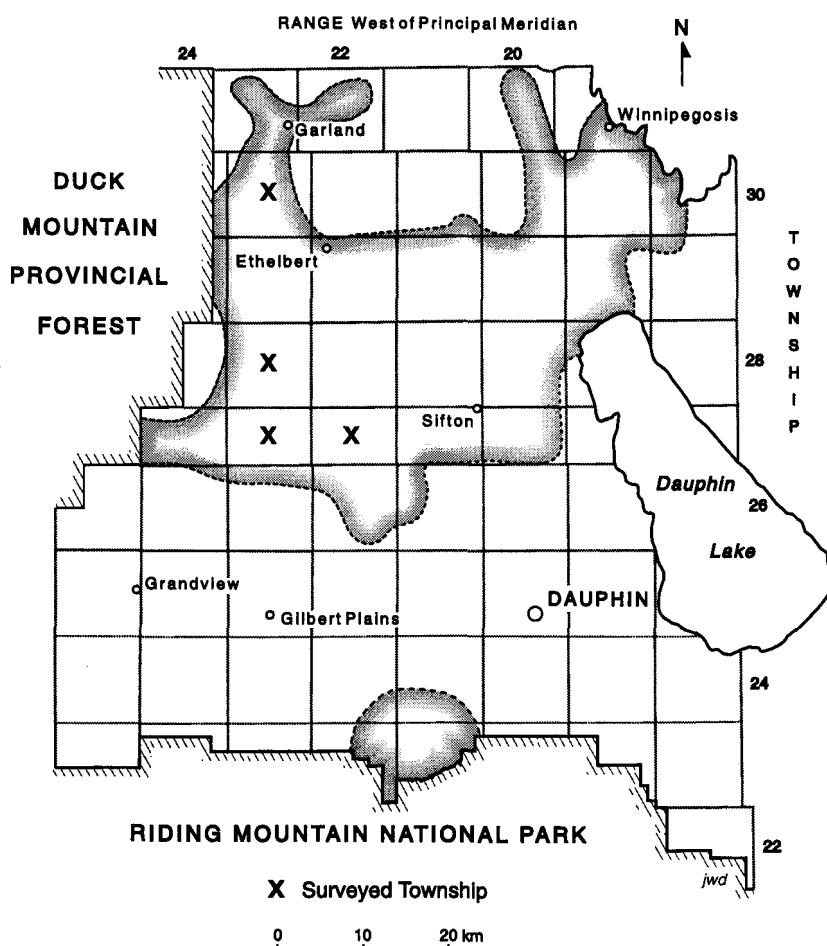 RANGE West of Principal Meridian
24
22
20
N
Garland
Winnipegosis
DUCK
MOUNTAIN
PROVINCIAL
FOREST
30
TOWNSHIP
X
Ethelbert
X
28
Sifton
X
X
Dauphin
26
Lake
Grandview
Gilbert Plains
DAUPHIN
24
RIDING MOUNTAIN NATIONAL PARK
22
jwd
X Surveyed Township
0 10 20 km